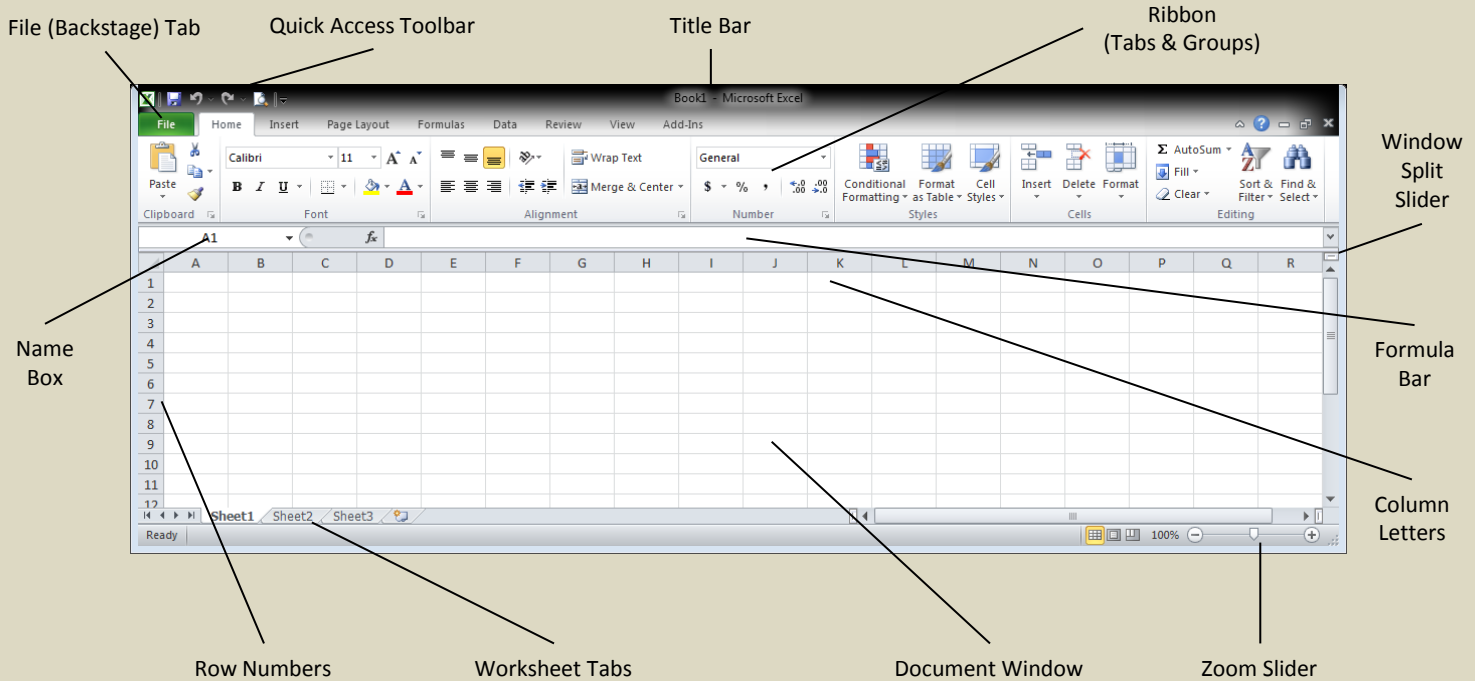 File (Backstage) Tab
Quick Access Toolbar
Title Bar
Ribbon
(Tabs & Groups)
Book1 - Microsoft Excel
File Home Insert Page Layout Formulas Data Review View Add-Ins
Window
Split
Slider
Paste
Clipboard
Calibri 11
B I U
Font
Wrap Text
Merge & Center
Alignment
General
$ % ,
Number
Conditional
Formatting
Format
as Table
Cell
Styles
Styles
Insert Delete Format
Cells
Σ AutoSum
Fill
Clear
Sort &
Filter
Find &
Select
Editing
A1 fx
A B C D E F G H I J K L M N O P Q R
1
2
3
4
5
6
7
8
9
10
11
12
Name
Box
Formula
Bar
Column
Letters
Sheet1 Sheet2 Sheet3
Ready 100%
Row Numbers
Worksheet Tabs
Document Window
Zoom Slider